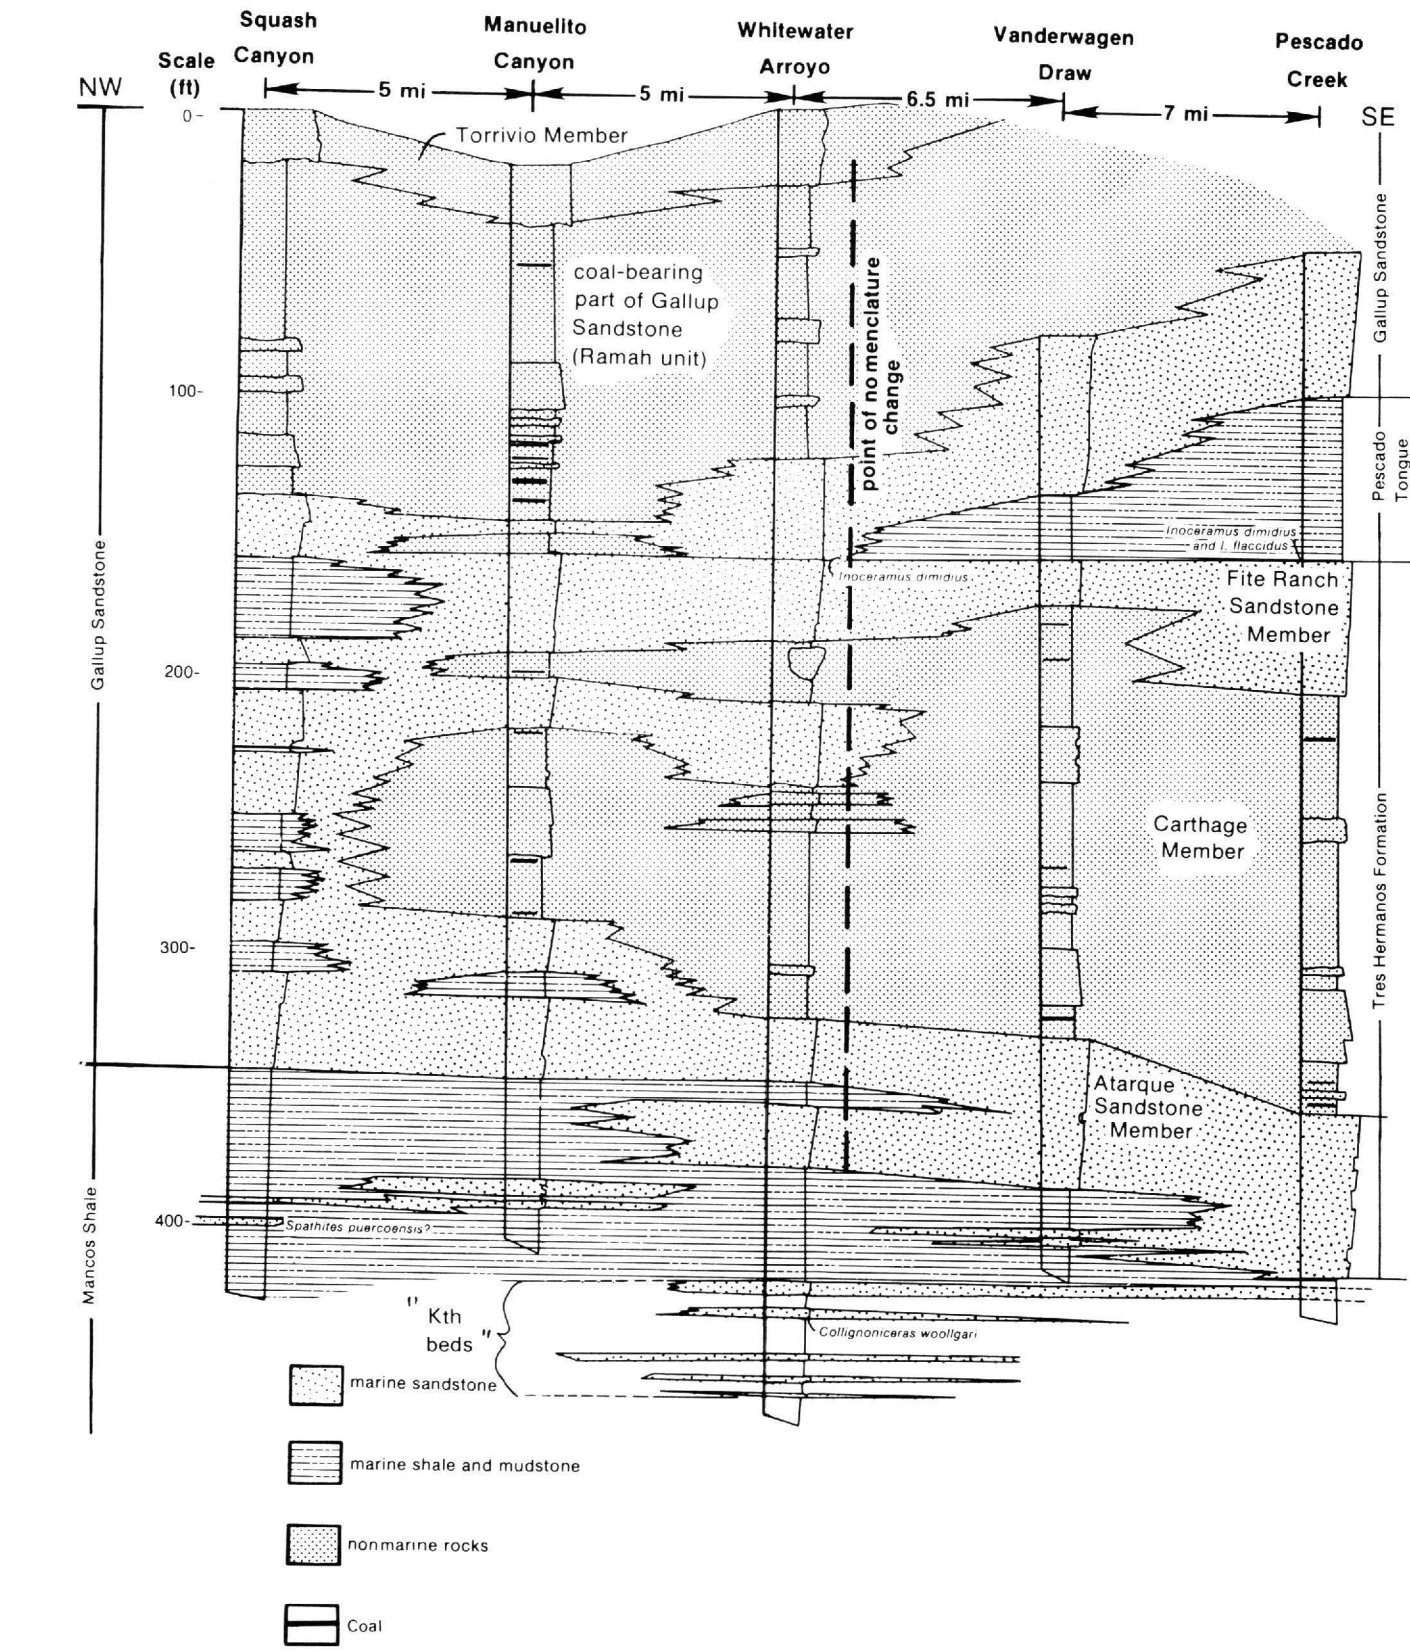 Squash
Canyon
Manuelito
Canyon
Whitewater
Arroyo
Vanderwagen
Draw
Pescado
Creek
Scale
(ft)
NW
5 mi
5 mi
6.5 mi
7 mi
SE
0-
100-
200-
300-
400-
Torrivio Member
coal-bearing
part of Gallup
Sandstone
(Ramah unit)
point of nomenclature
change
Gallup Sandstone
Pescado
Tongue
Inoceramus dimidius
and I. flaccidus
Inoceramus dimidius
Fite Ranch
Sandstone
Member
Gallup Sandstone
Carthage
Member
Tres Hermanos Formation
Atarque
Sandstone
Member
Mancos Shale
Spathites puercoensis?
" Kth
beds "
Collignoniceras woollgari
marine sandstone
marine shale and mudstone
nonmarine rocks
Coal